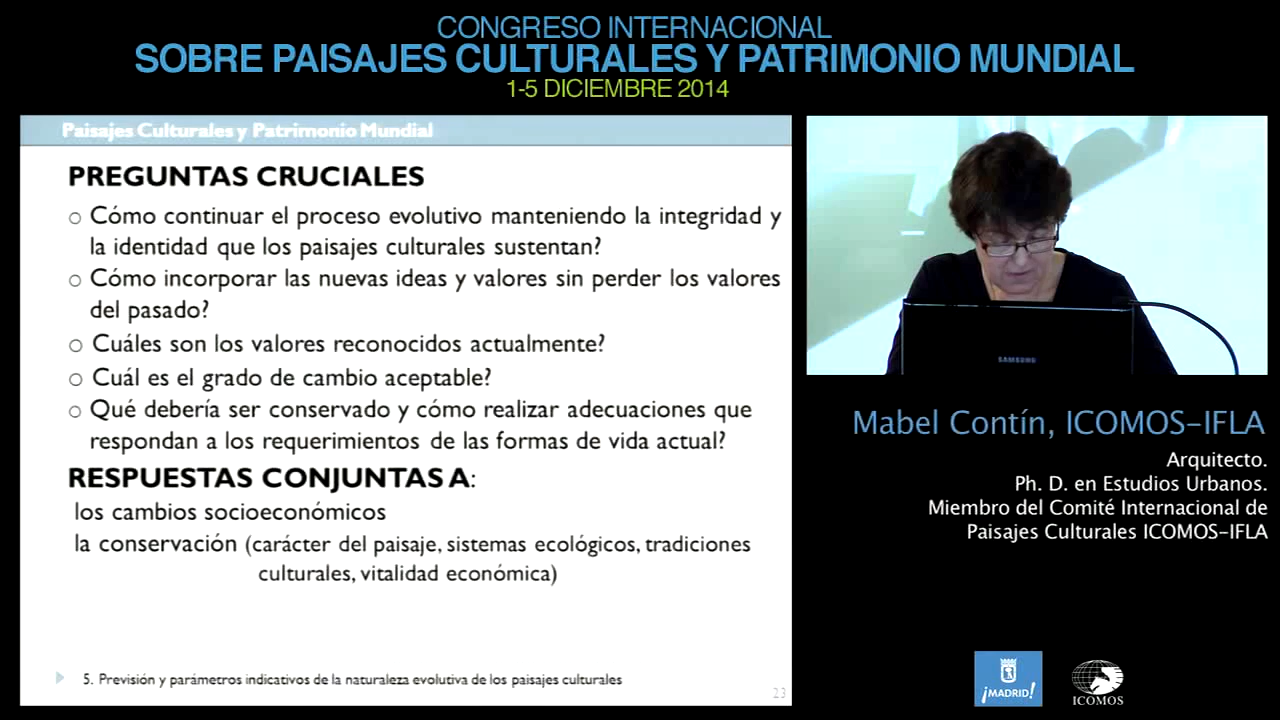 CONGRESO INTERNACIONAL
SOBRE PAISAJES CULTURALES Y PATRIMONIO MUNDIAL
1-5 DICIEMBRE 2014
Paisajes Culturales y Patrimonio Mundial
PREGUNTAS CRUCIALES
Cómo continuar el proceso evolutivo manteniendo la integridad y
la identidad que los paisajes culturales sustentan?
Cómo incorporar las nuevas ideas y valores sin perder los valores
del pasado?
Cuáles son los valores reconocidos actualmente?
Cuál es el grado de cambio aceptable?
Qué debería ser conservado y cómo realizar adecuaciones que
respondan a los requerimientos de las formas de vida actual?
RESPUESTAS CONJUNTAS A:
los cambios socioeconómicos
la conservación (carácter del paisaje, sistemas ecológicos, tradiciones
culturales, vitalidad económica)
5. Previsión y parámetros indicativos de la naturaleza evolutiva de los paisajes culturales
23
SAMSUNG
Mabel Contín, ICOMOS-IFLA
Arquitecto.
Ph. D. en Estudios Urbanos.
Miembro del Comité Internacional de
Paisajes Culturales ICOMOS-IFLA
¡MADRID!
ICOMOS